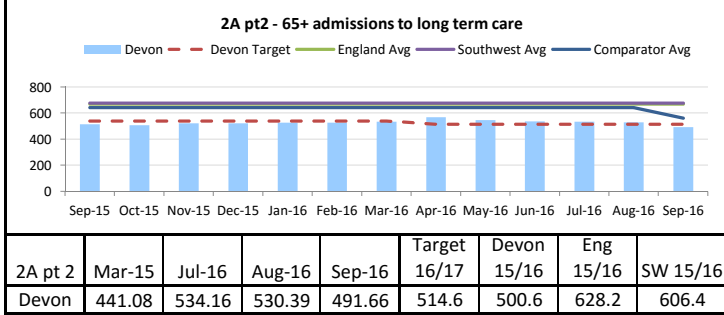 2A pt2 - 65+ admissions to long term care
Devon Devon Target England Avg Southwest Avg Comparator Avg
800
600
400
200
0
Sep-15 Oct-15 Nov-15 Dec-15 Jan-16 Feb-16 Mar-16 Apr-16 May-16 Jun-16 Jul-16 Aug-16 Sep-16
2A pt 2 Mar-15 Jul-16 Aug-16 Sep-16 Target 16/17 Devon 15/16 Eng 15/16 SW 15/16
Devon 441.08 534.16 530.39 491.66 514.6 500.6 628.2 606.4